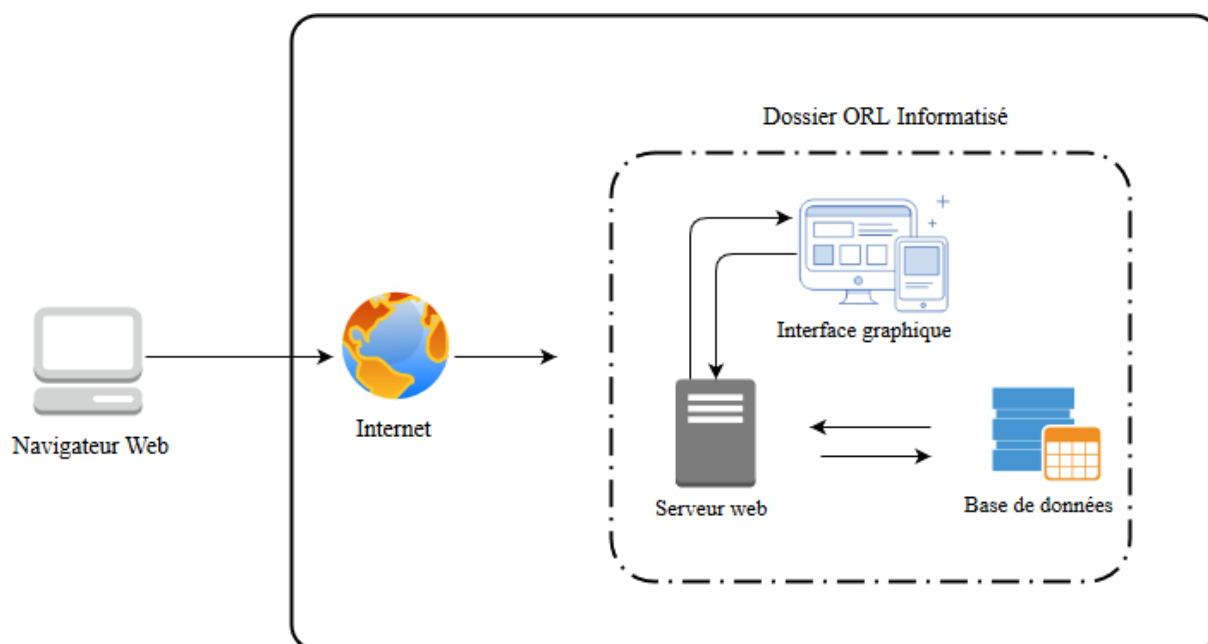 Dossier ORL Informatisé
Interface graphique
Internet
Navigateur Web
Serveur web
Base de données